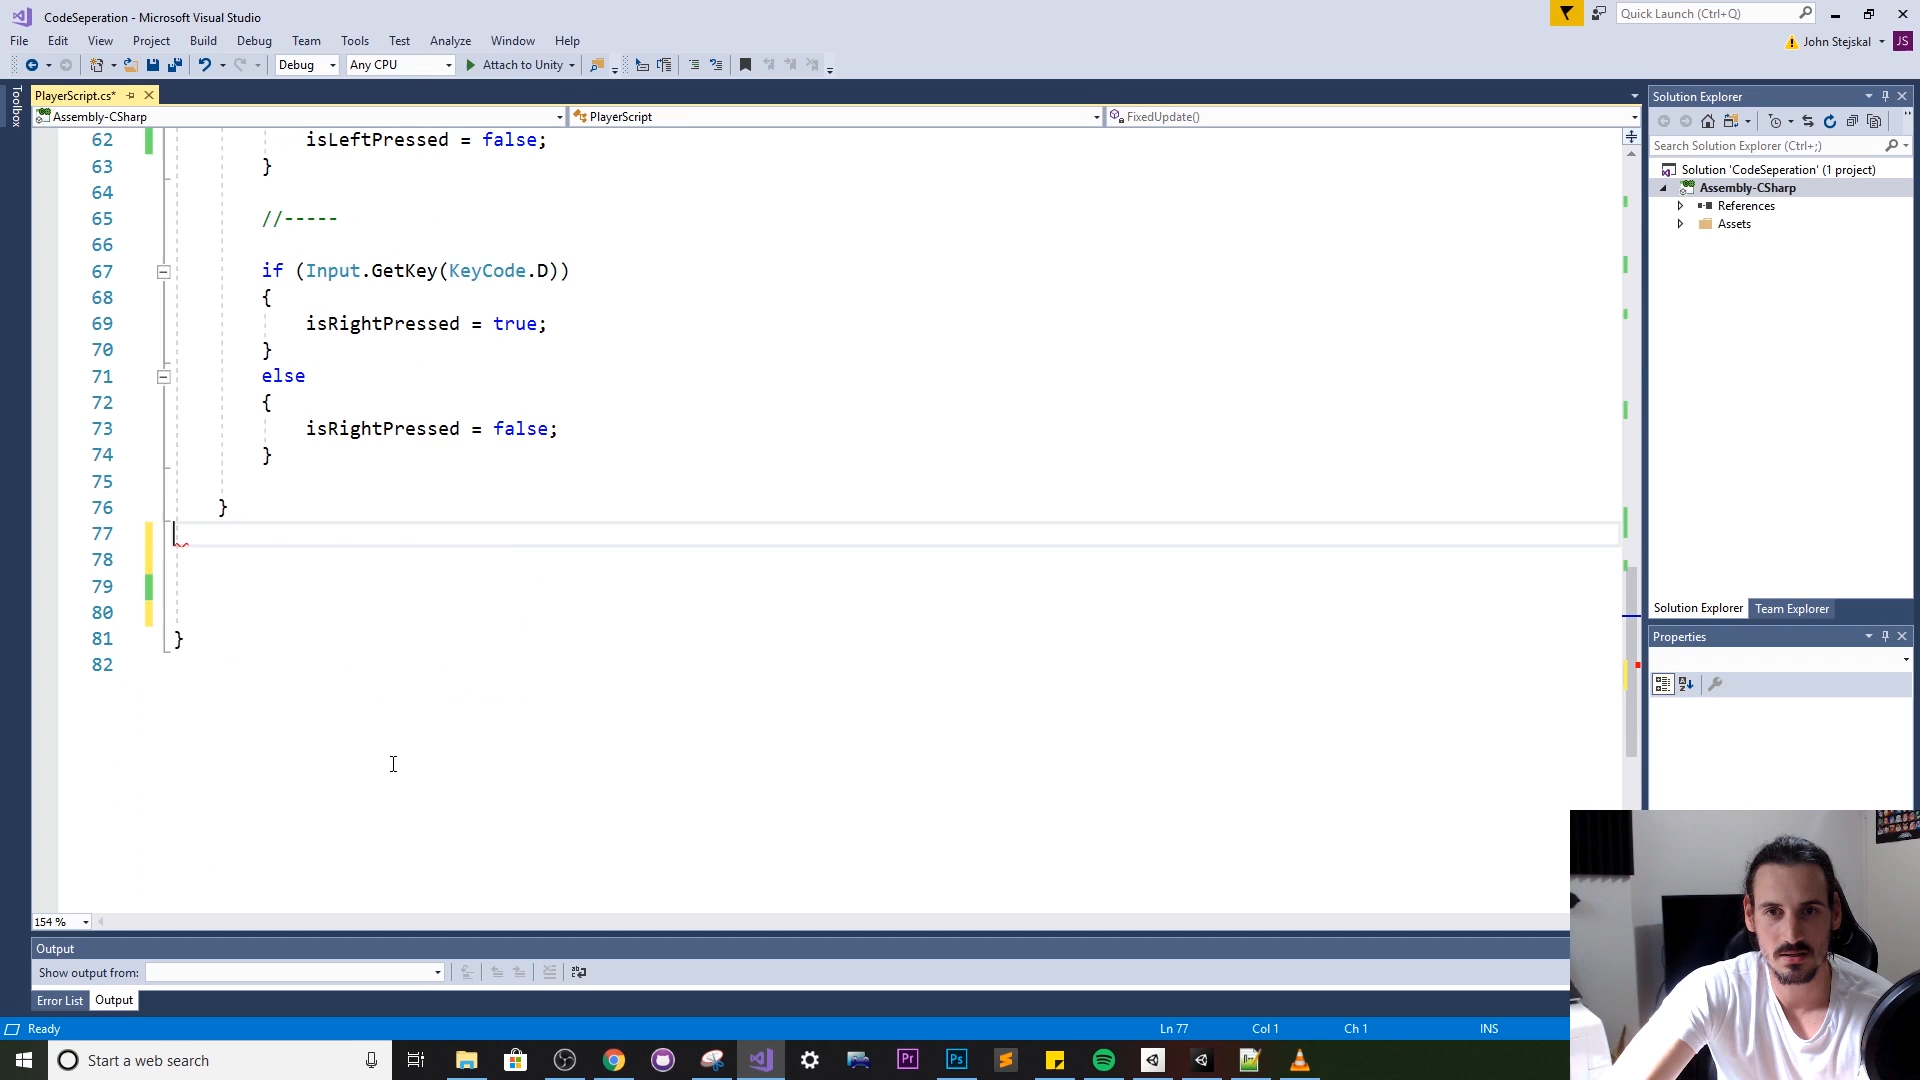 CodeSeperation - Microsoft Visual Studio
Quick Launch (Ctrl+Q)
File Edit View Project Build Debug Team Tools Test Analyze Window Help
John Stejskal JS
Debug Any CPU Attach to Unity
Toolbox
PlayerScript.cs*
Assembly-CSharp PlayerScript FixedUpdate()
62 isLeftPressed = false;
63 }
64
65 //-----
66
67 if (Input.GetKey(KeyCode.D))
68 {
69 isRightPressed = true;
70 }
71 else
72 {
73 isRightPressed = false;
74 }
75
76 }
77
78
79
80
81 }
82
154 %
Solution Explorer
Search Solution Explorer (Ctrl+;)
Solution 'CodeSeperation' (1 project)
Assembly-CSharp
References
Assets
Solution Explorer Team Explorer
Properties
Output
Show output from:
Error List Output
Ready Ln 77 Col 1 Ch 1 INS
Start a web search
Pr Ps